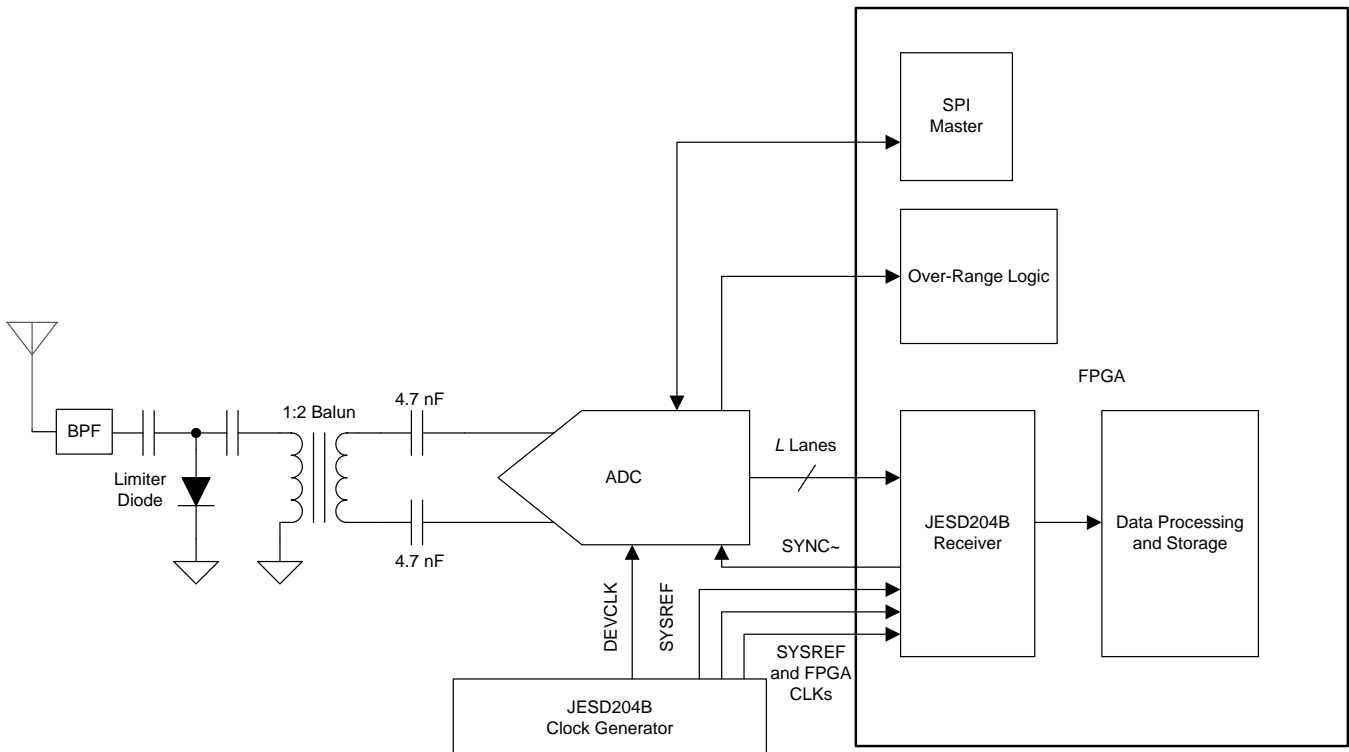 SPI
Master
Over-Range Logic
FPGA
1:2 Balun
4.7 nF
BPF
Limiter
Diode
4.7 nF
ADC
L Lanes
JESD204B
Receiver
Data Processing
and Storage
SYNC~
DEVCLK
SYSREF
SYSREF
and FPGA
CLKs
JESD204B
Clock Generator